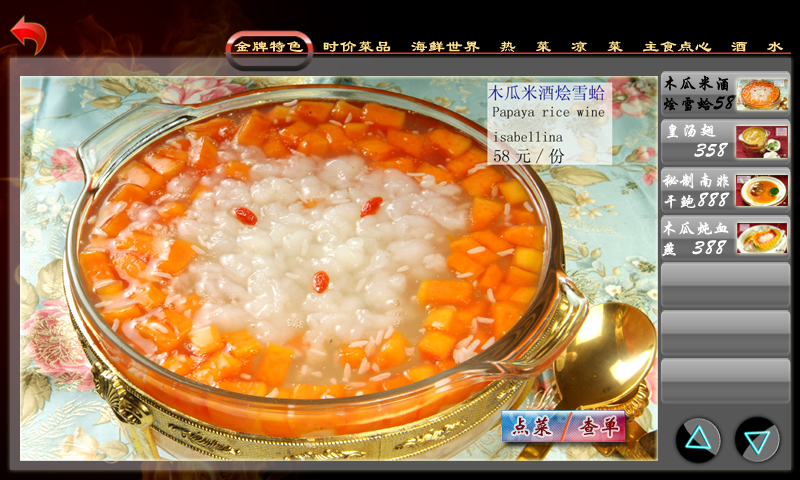 金牌特色 时价菜品 海鲜世界 热 菜 凉 菜 主食点心 酒 水
木瓜米酒烩雪蛤
Papaya rice wine
isabellina
58 元 / 份
木瓜米酒
烩雪蛤58
皇汤翅
358
秘制南非
干鲍888
木瓜炖血
燕 388
点菜 / 查单